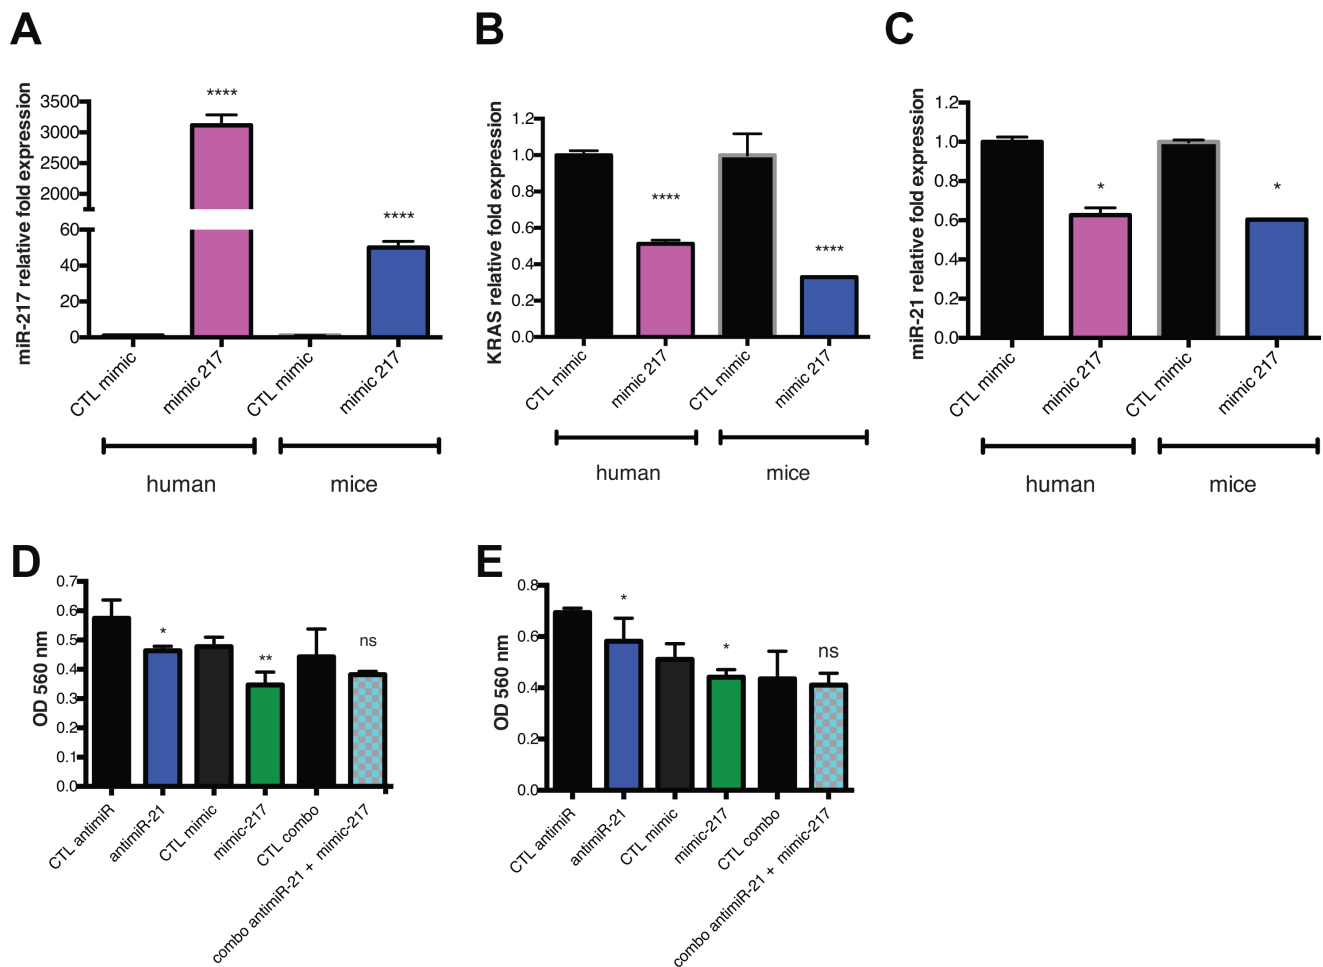 A
miR-217 relative fold expression
3500
3000
2500
2000
60
40
20
0
****
****
CTL mimic
mimic 217
CTL mimic
mimic 217
human
mice
B
KRAS relative fold expression
1.2
1.0
0.8
0.6
0.4
0.2
0.0
****
****
CTL mimic
mimic 217
CTL mimic
mimic 217
human
mice
C
miR-21 relative fold expression
1.2
1.0
0.8
0.6
0.4
0.2
0.0
*
*
CTL mimic
mimic 217
CTL mimic
mimic 217
human
mice
D
OD 560 nm
0.7
0.6
0.5
0.4
0.3
0.2
0.1
0.0
*
**
ns
CTL antimiR
antimiR-21
CTL mimic
mimic-217
CTL combo
combo antimiR-21 + mimic-217
E
OD 560 nm
0.8
0.6
0.4
0.2
0.0
*
*
ns
CTL antimiR
antimiR-21
CTL mimic
mimic-217
CTL combo
combo antimiR-21 + mimic-217